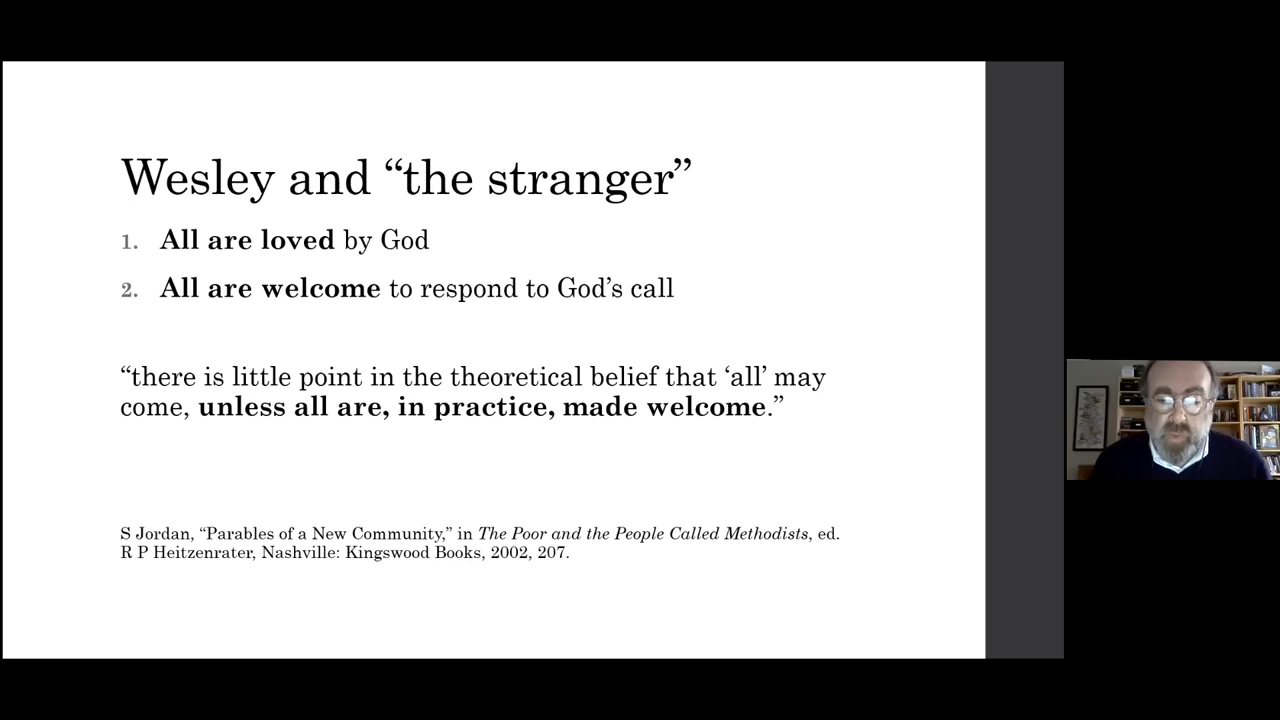 Wesley and “the stranger”
1. All are loved by God
2. All are welcome to respond to God’s call
“there is little point in the theoretical belief that ‘all’ may
come, unless all are, in practice, made welcome.”
S Jordan, “Parables of a New Community,” in The Poor and the People Called Methodists, ed.
R P Heitzenrater, Nashville: Kingswood Books, 2002, 207.